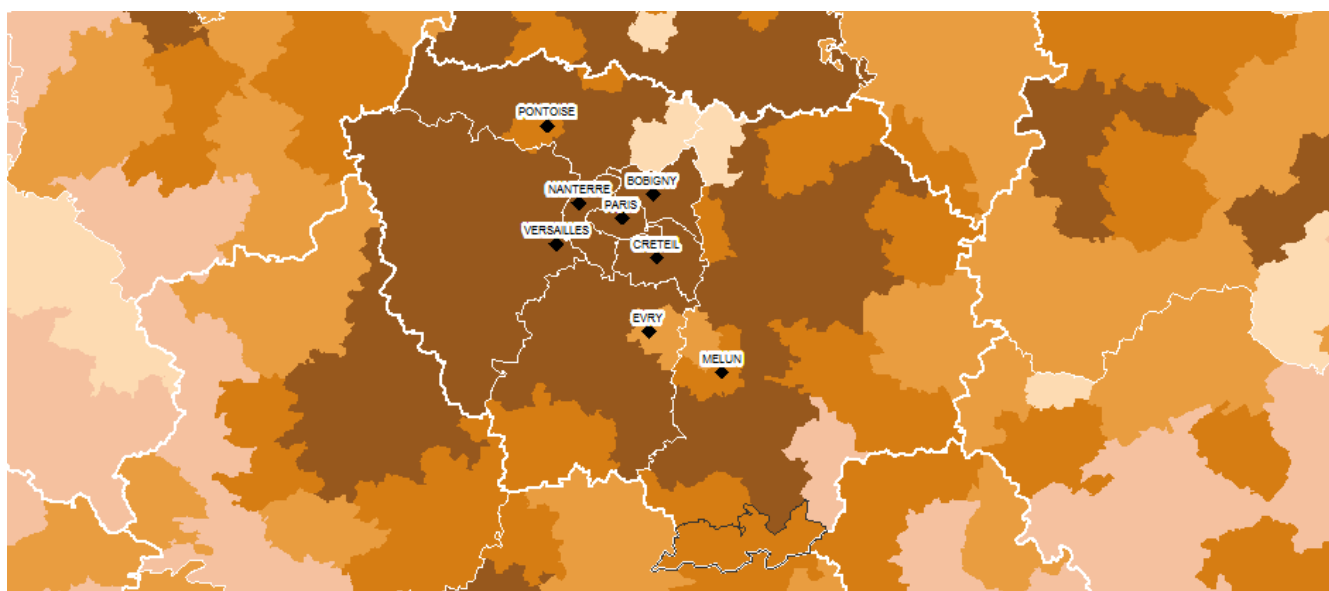 PONTOISE
BOBIGNY
NANTERRE
PARIS
VERSAILLES
CRETEIL
EVRY
MELUN